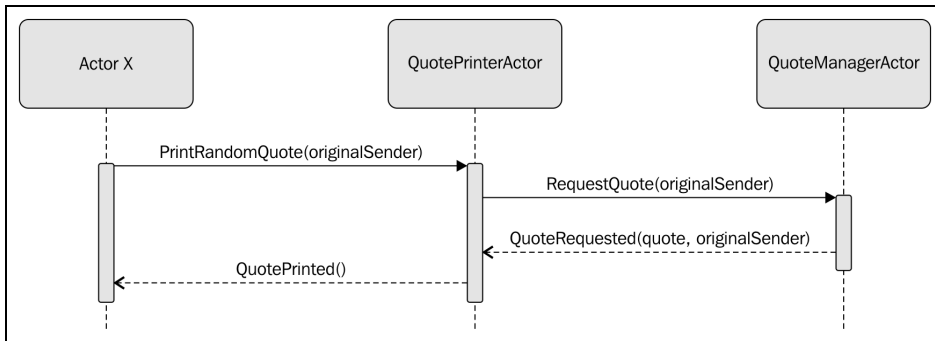 Actor X
QuotePrinterActor
QuoteManagerActor
PrintRandomQuote(originalSender)
RequestQuote(originalSender)
QuoteRequested(quote, originalSender)
QuotePrinted()